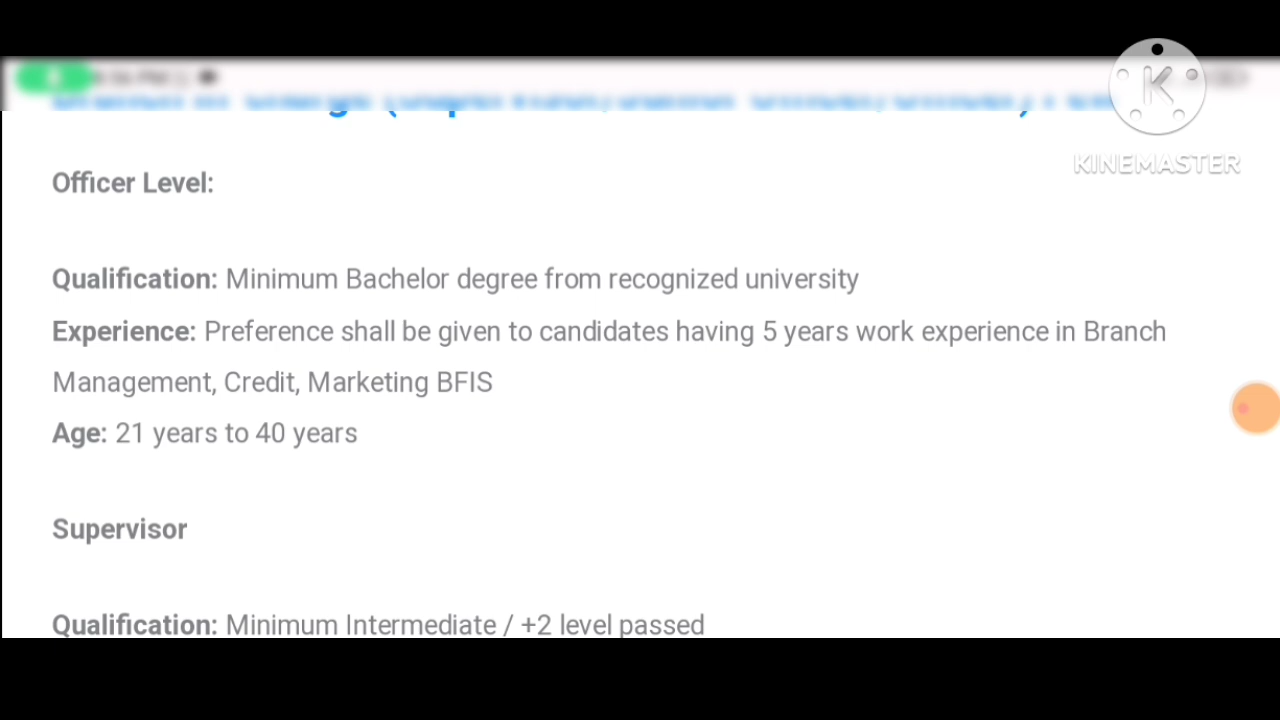 KINEMASTER
Officer Level:
Qualification: Minimum Bachelor degree from recognized university
Experience: Preference shall be given to candidates having 5 years work experience in Branch
Management, Credit, Marketing BFIS
Age: 21 years to 40 years
Supervisor
Qualification: Minimum Intermediate / +2 level passed